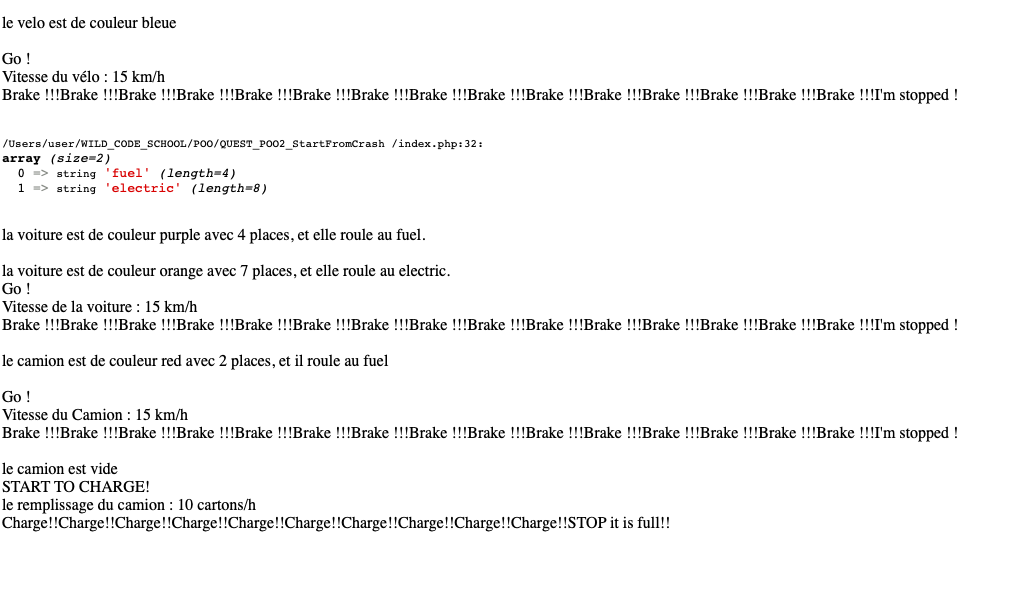 le velo est de couleur bleue
Go !
Vitesse du vélo : 15 km/h
Brake !!!Brake !!!Brake !!!Brake !!!Brake !!!Brake !!!Brake !!!Brake !!!Brake !!!Brake !!!Brake !!!Brake !!!Brake !!!Brake !!!Brake !!!I'm stopped !
/Users/user/WILD_CODE_SCHOOL/POO/QUEST_POO2_StartFromCrash /index.php:32:
array (size=2)
0 => string 'fuel' (length=4)
1 => string 'electric' (length=8)
la voiture est de couleur purple avec 4 places, et elle roule au fuel.
la voiture est de couleur orange avec 7 places, et elle roule au electric.
Go !
Vitesse de la voiture : 15 km/h
Brake !!!Brake !!!Brake !!!Brake !!!Brake !!!Brake !!!Brake !!!Brake !!!Brake !!!Brake !!!Brake !!!Brake !!!Brake !!!Brake !!!Brake !!!I'm stopped !
le camion est de couleur red avec 2 places, et il roule au fuel
Go !
Vitesse du Camion : 15 km/h
Brake !!!Brake !!!Brake !!!Brake !!!Brake !!!Brake !!!Brake !!!Brake !!!Brake !!!Brake !!!Brake !!!Brake !!!Brake !!!Brake !!!Brake !!!I'm stopped !
le camion est vide
START TO CHARGE!
le remplissage du camion : 10 cartons/h
Charge!!Charge!!Charge!!Charge!!Charge!!Charge!!Charge!!Charge!!Charge!!Charge!!STOP it is full!!